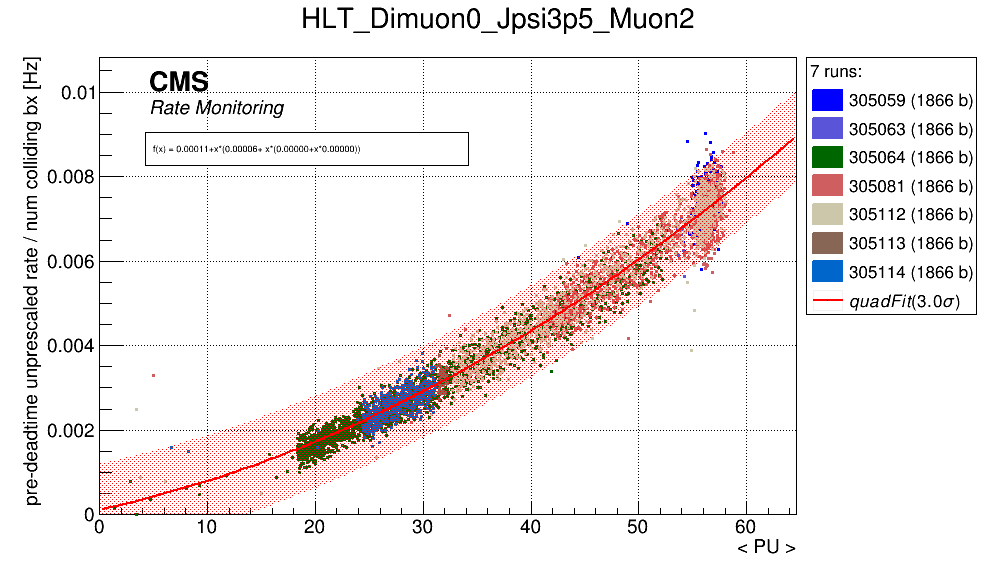 HLT_Dimuon0_Jpsi3p5_Muon2
pre-deadtime unprescaled rate / num colliding bx [Hz]
CMS
Rate Monitoring
f(x) = 0.00011+x*(0.00006+ x*(0.00000+x*0.00000))
0.01
0.008
0.006
0.004
0.002
0
0 10 20 30 40 50 60
< PU >
7 runs:
305059 (1866 b)
305063 (1866 b)
305064 (1866 b)
305081 (1866 b)
305112 (1866 b)
305113 (1866 b)
305114 (1866 b)
quadFit(3.0σ)